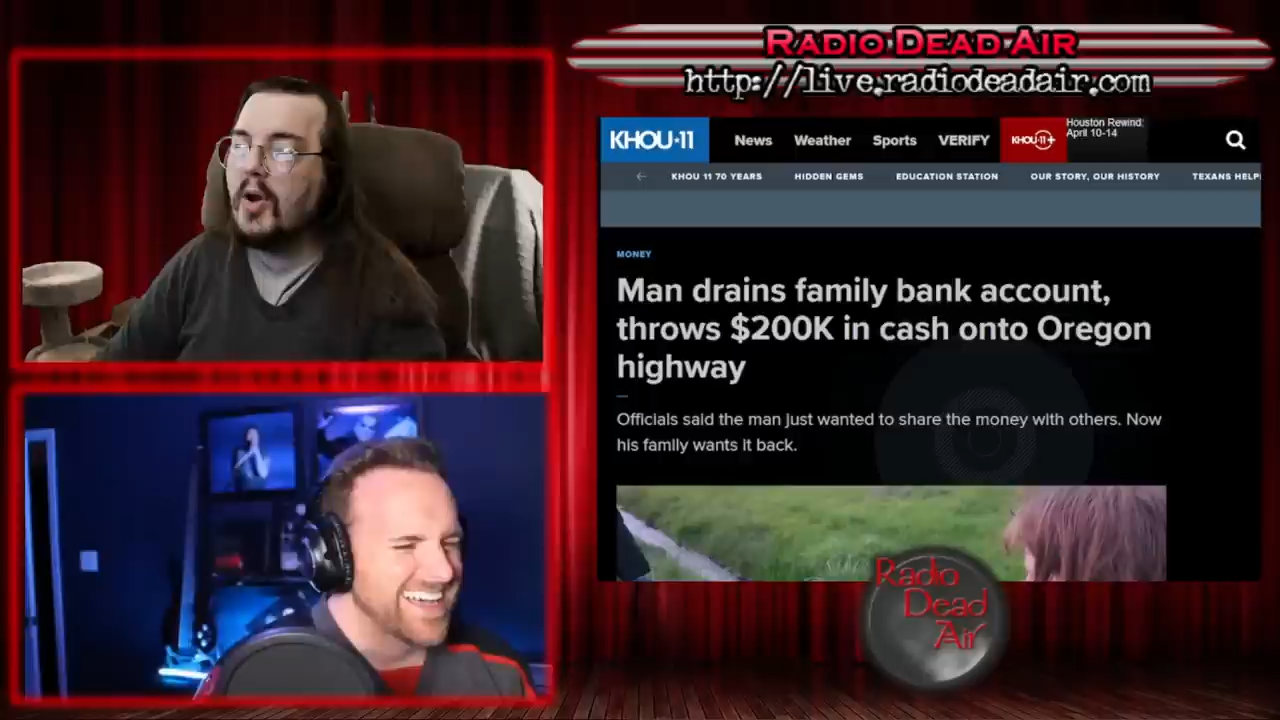 Radio Dead Air
http://live.radiodeadair.com
KHOU•11
News
Weather
Sports
VERIFY
KHOU•11+
Houston Rewind:
April 10-14
←
KHOU 11 70 YEARS
HIDDEN GEMS
EDUCATION STATION
OUR STORY, OUR HISTORY
TEXANS HELP
MONEY
Man drains family bank account,
throws $200K in cash onto Oregon
highway
Officials said the man just wanted to share the money with others. Now
his family wants it back.
Radio
Dead
Air